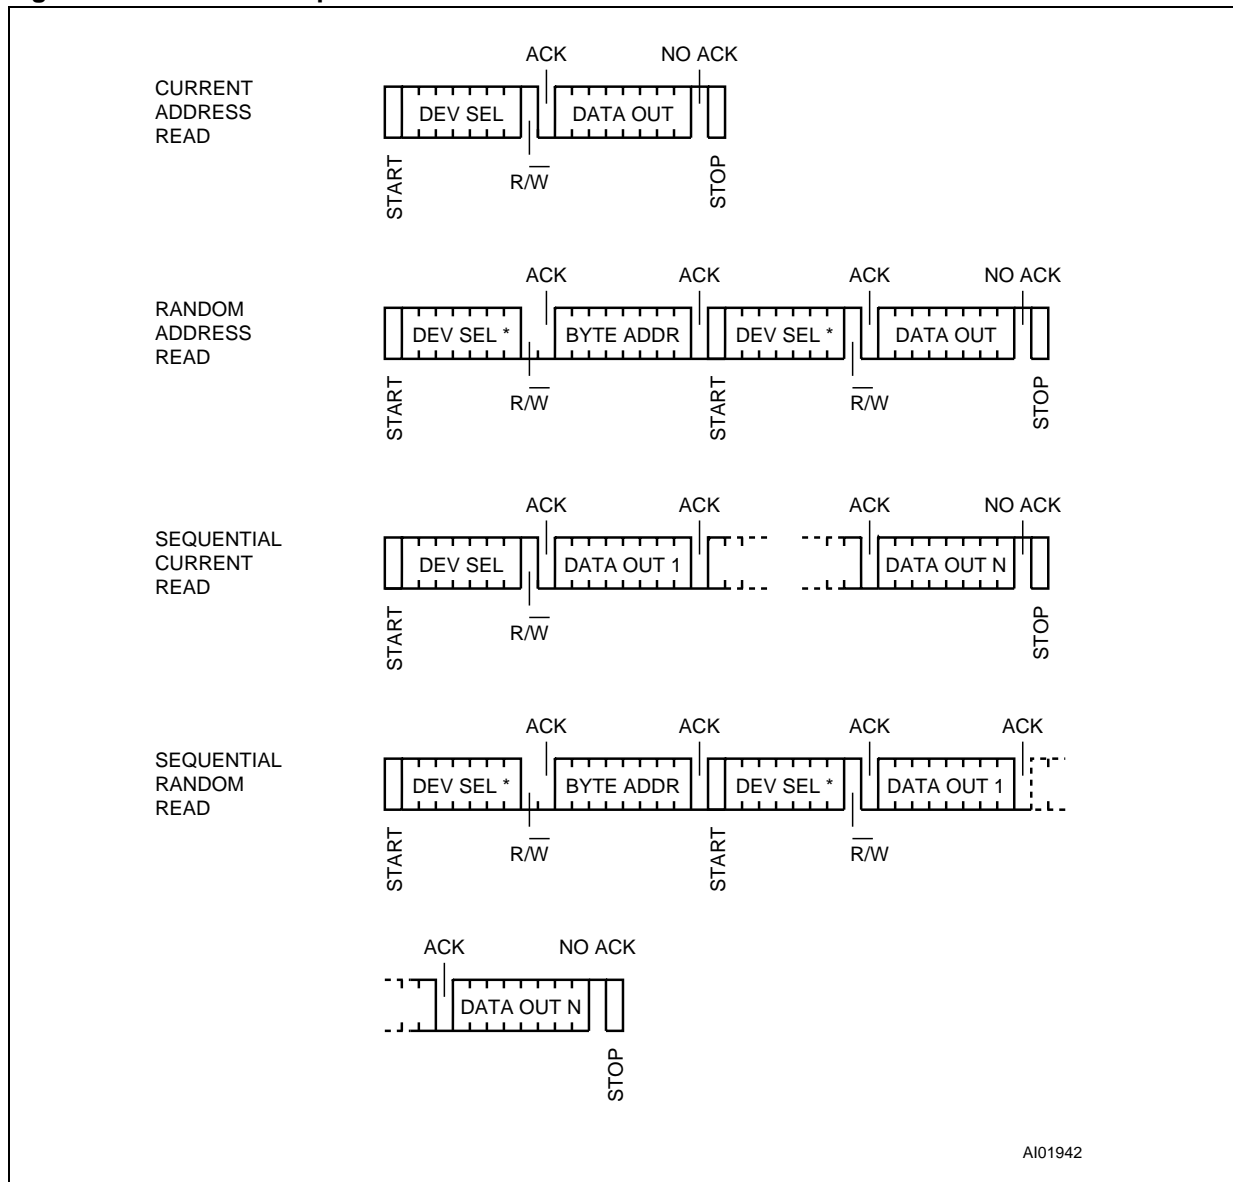 ACK NO ACK
CURRENT
ADDRESS
READ
DEV SEL DATA OUT
START R/W̅ STOP
ACK ACK ACK NO ACK
RANDOM
ADDRESS
READ
DEV SEL * BYTE ADDR DEV SEL * DATA OUT
START R/W̅ START R̅/W STOP
ACK ACK ACK NO ACK
SEQUENTIAL
CURRENT
READ
DEV SEL DATA OUT 1 DATA OUT N
START R/W̅ STOP
ACK ACK ACK ACK
SEQUENTIAL
RANDOM
READ
DEV SEL * BYTE ADDR DEV SEL * DATA OUT 1
START R/W̅ START R̅/W
ACK NO ACK
DATA OUT N
STOP
AI01942